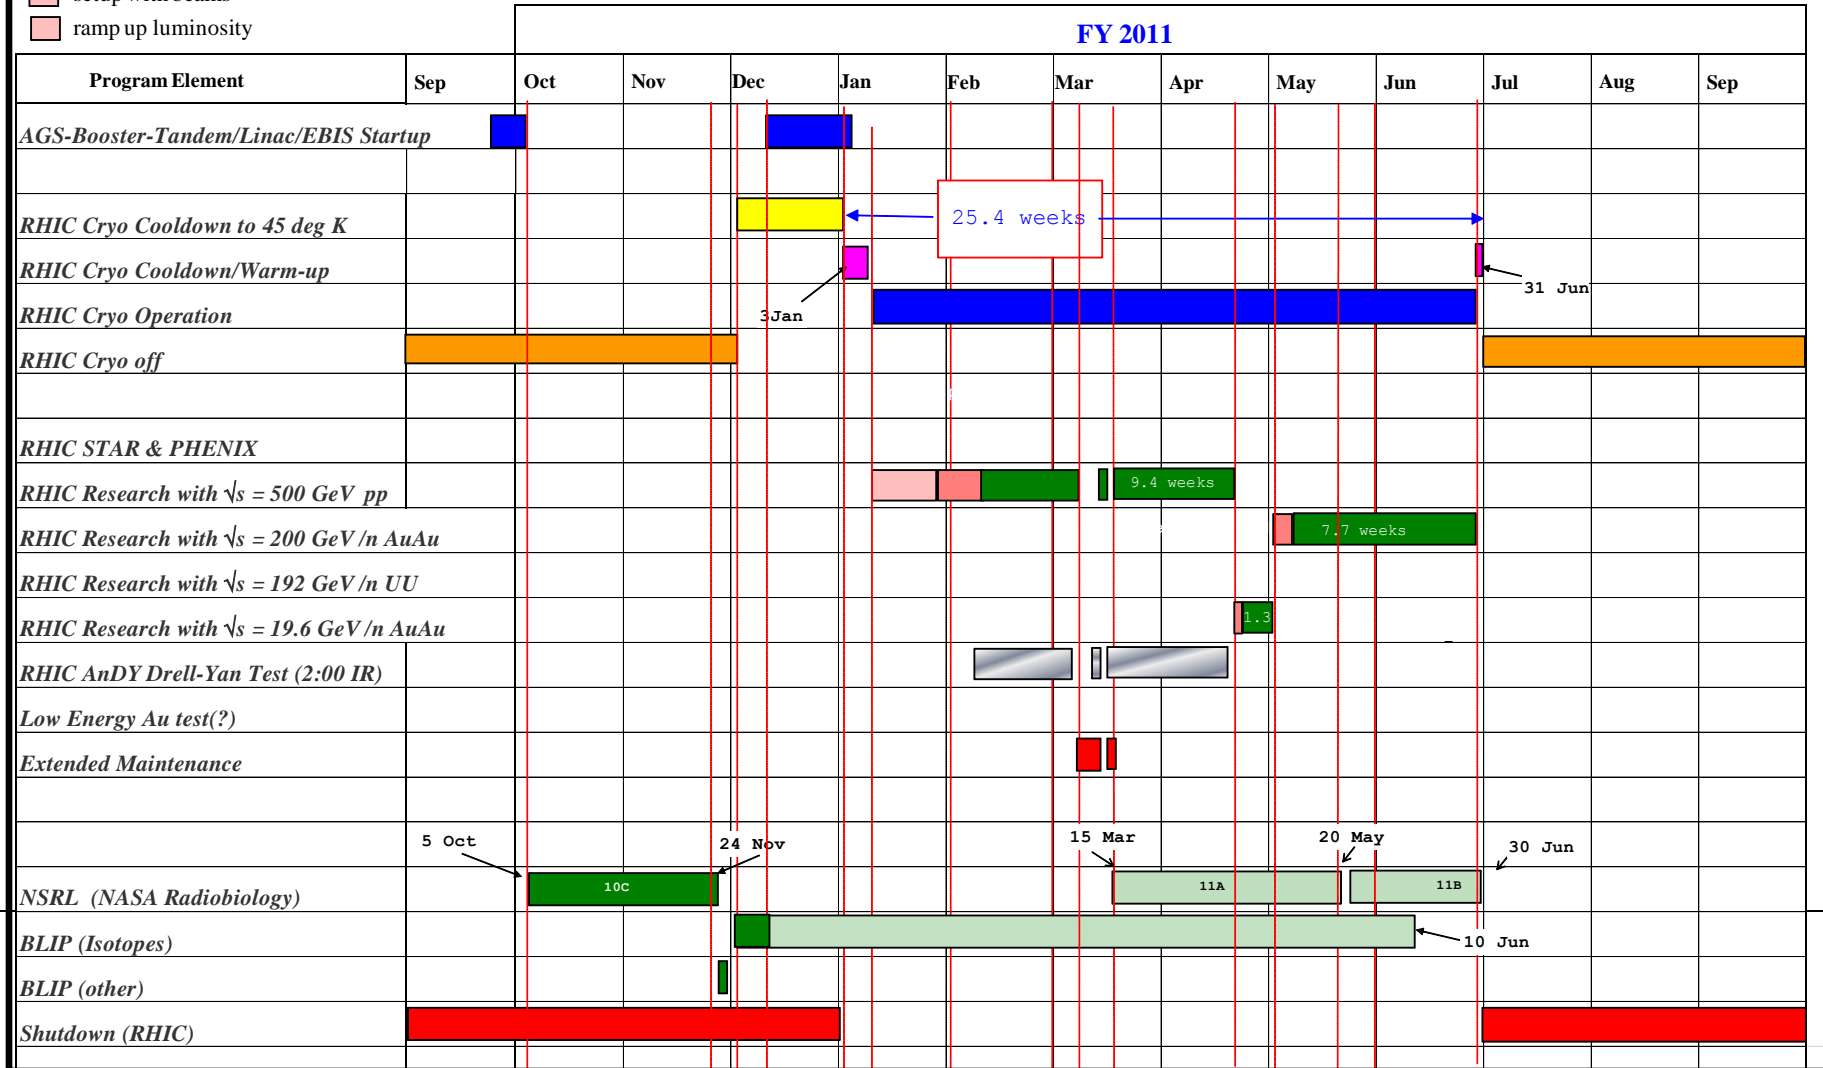 setup with beams
ramp up luminosity
FY 2011
Program Element Sep Oct Nov Dec Jan Feb Mar Apr May Jun Jul Aug Sep
AGS-Booster-Tandem/Linac/EBIS Startup
RHIC Cryo Cooldown to 45 deg K
25.4 weeks
RHIC Cryo Cooldown/Warm-up
31 Jun
RHIC Cryo Operation
3Jan
RHIC Cryo off
RHIC STAR & PHENIX
RHIC Research with √s = 500 GeV pp
9.4 weeks
RHIC Research with √s = 200 GeV/n AuAu
7.7 weeks
RHIC Research with √s = 192 GeV/n UU
RHIC Research with √s = 19.6 GeV/n AuAu
1.3
RHIC AnDY Drell-Yan Test (2:00 IR)
Low Energy Au test(?)
Extended Maintenance
5 Oct 24 Nov 15 Mar 20 May 30 Jun
NSRL (NASA Radiobiology)
10C 11A 11B
BLIP (Isotopes)
10 Jun
BLIP (other)
Shutdown (RHIC)